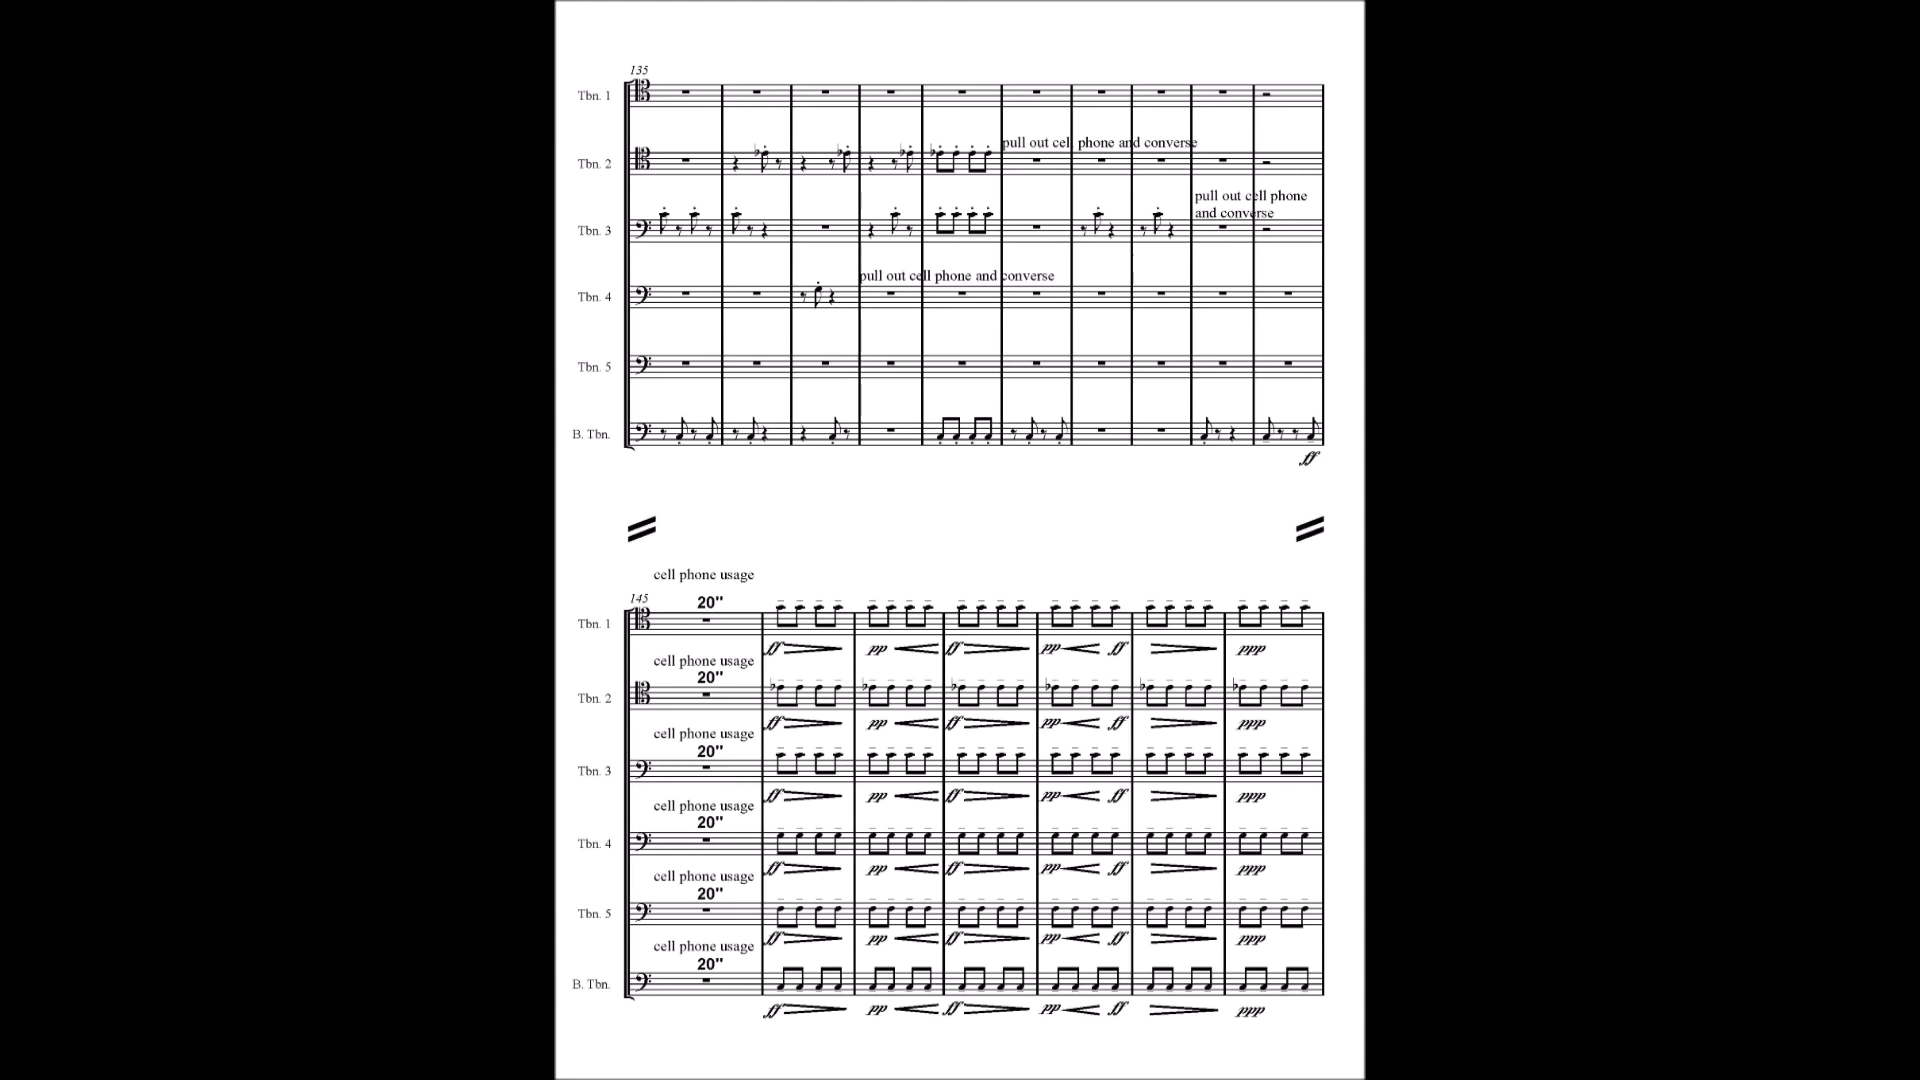 135
Tbn. 1
pull out cell phone and converse
Tbn. 2
pull out cell phone
and converse
Tbn. 3
pull out cell phone and converse
Tbn. 4
Tbn. 5
B. Tbn.
ff
cell phone usage
145
20"
Tbn. 1
ff pp ff pp ff ppp
cell phone usage
20"
Tbn. 2
ff pp ff pp ff ppp
cell phone usage
20"
Tbn. 3
ff pp ff pp ff ppp
cell phone usage
20"
Tbn. 4
ff pp ff pp ff ppp
cell phone usage
20"
Tbn. 5
ff pp ff pp ff ppp
cell phone usage
20"
B. Tbn.
ff pp ff pp ff ppp